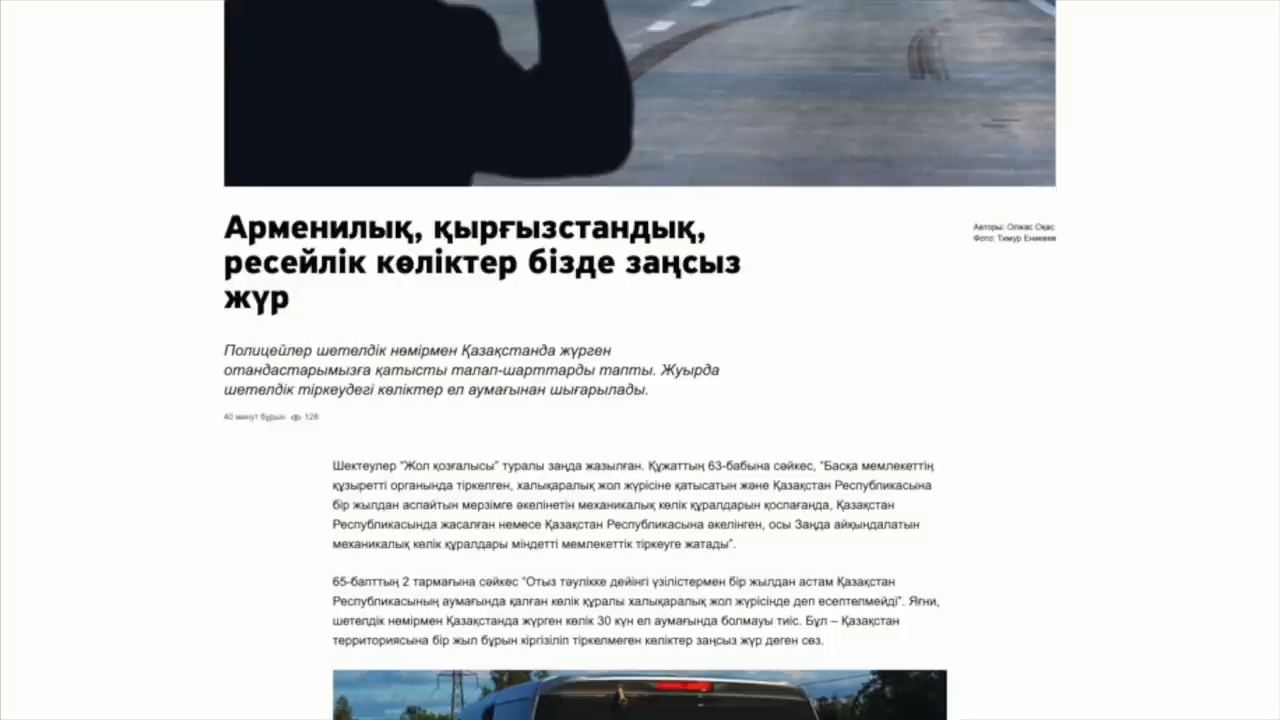 Арменилық, қырғызстандық,
ресейлік көліктер бізде заңсыз
жүр
Авторы: Олжас Оқас
Фото: Тимур Еникеев
Полицейлер шетелдік нөмірмен Қазақстанда жүрген
отандастарымызға қатысты талап-шарттарды тапты. Жуырда
шетелдік тіркеудегі көліктер ел аумағынан шығарылады.
40 минут бұрын 128
Шектеулер "Жол қозғалысы" туралы заңда жазылған. Құжаттың 63-бабына сәйкес, "Басқа мемлекеттің
құзыретті органында тіркелген, халықаралық жол жүрісіне қатысатын және Қазақстан Республикасына
бір жылдан аспайтын мерзімге әкелінетін механикалық көлік құралдарын қоспағанда, Қазақстан
Республикасында жасалған немесе Қазақстан Республикасына әкелінген, осы Заңда айқындалатын
механикалық көлік құралдары міндетті мемлекеттік тіркеуге жатады".
65-бапттың 2 тармағына сәйкес "Отыз тәулікке дейінгі үзілістермен бір жылдан астам Қазақстан
Республикасының аумағында қалған көлік құралы халықаралық жол жүрісінде деп есептелмейді". Яғни,
шетелдік нөмірмен Қазақстанда жүрген көлік 30 күн ел аумағында болмауы тиіс. Бұл – Қазақстан
территориясына бір жыл бұрын кіргізіліп тіркелмеген көліктер заңсыз жүр деген сөз.